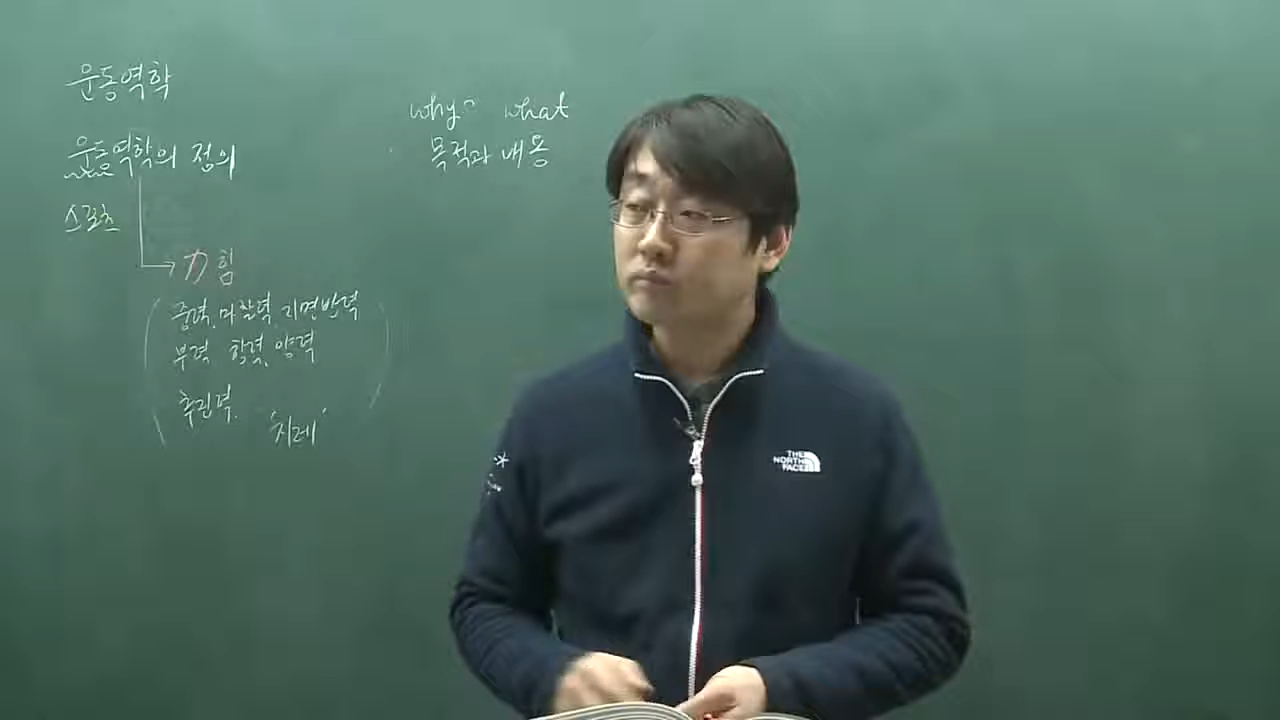 운동역학
운동역학의 정의
스포츠
力 힘
중력, 마찰력, 지면반력
부력 항력, 양력
추진력.
'지레'
why? what
목적과 내용
THE
NORTH
FACE